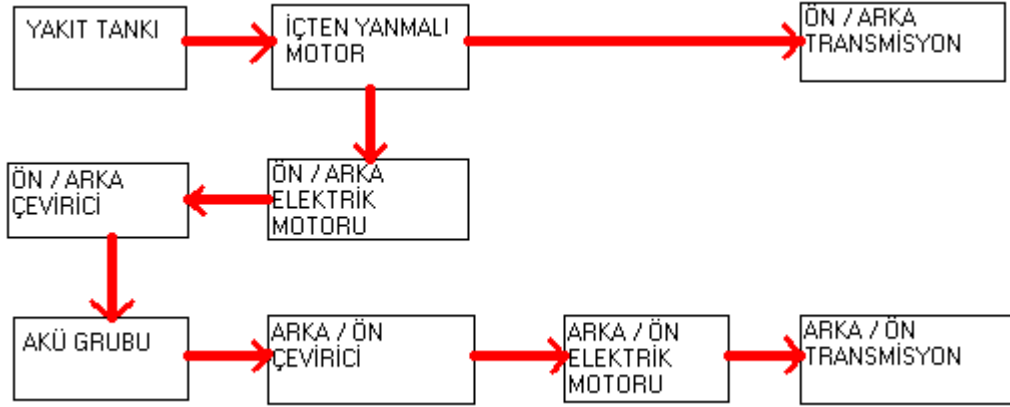 YAKIT TANKI
İÇTEN YANMALI
MOTOR
ÖN / ARKA
TRANSMİSYON
ÖN / ARKA
ÇEVİRİCİ
ÖN / ARKA
ELEKTRİK
MOTORU
AKÜ GRUBU
ARKA / ÖN
ÇEVİRİCİ
ARKA / ÖN
ELEKTRİK
MOTORU
ARKA / ÖN
TRANSMİSYON